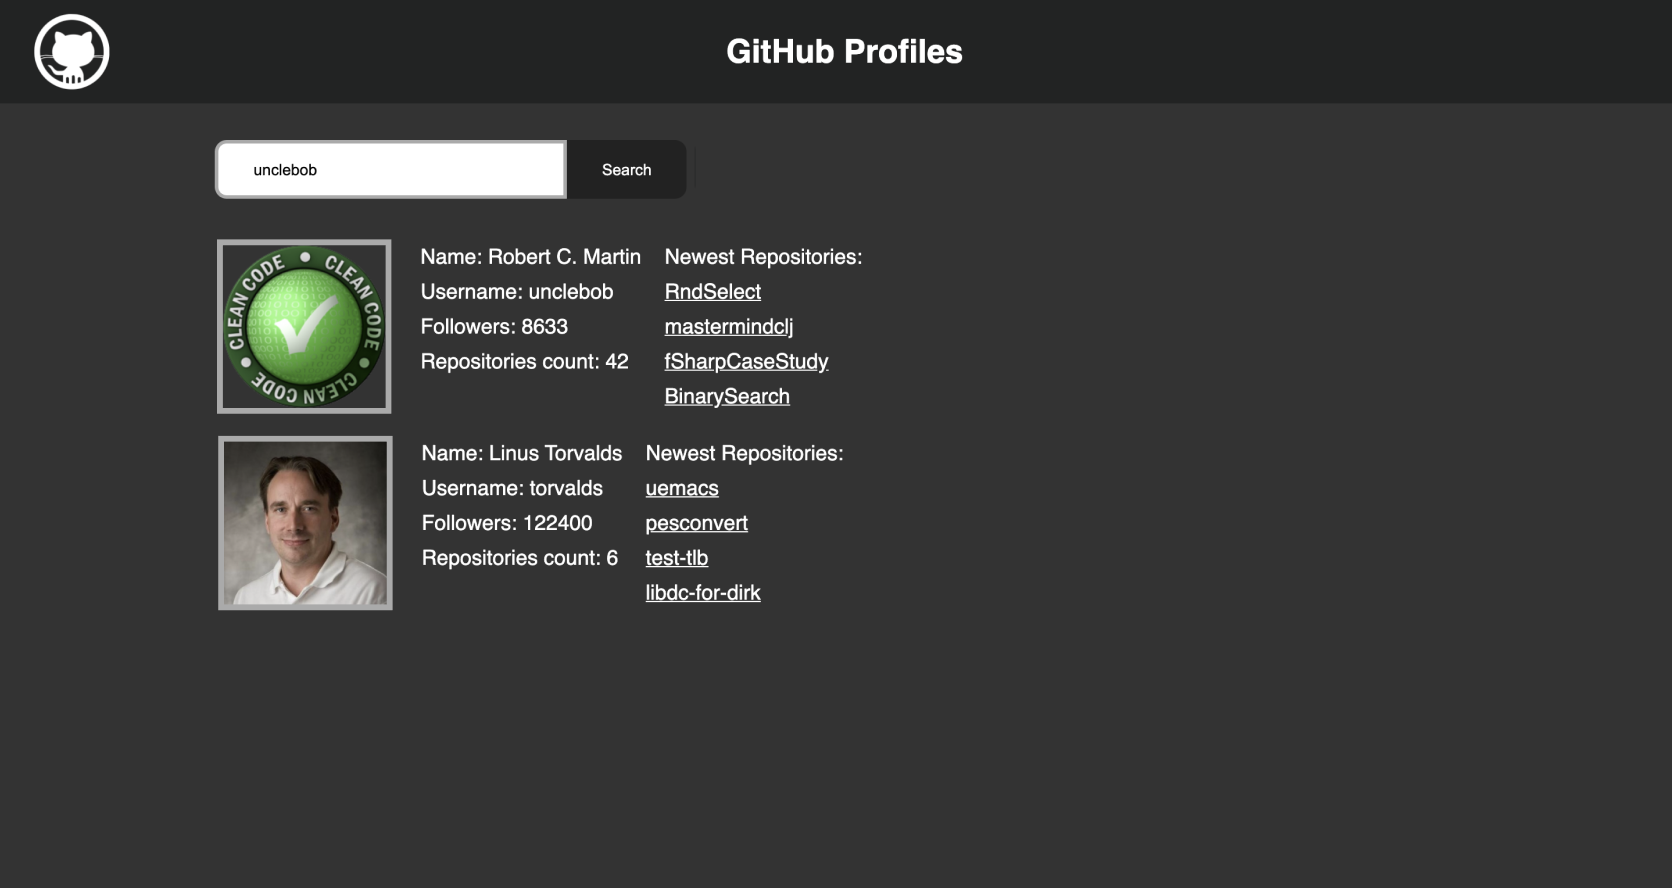 GitHub Profiles
unclebob
Search
CLEAN CODE • CLEAN CODE • CLEAN CODE •
Name: Robert C. Martin
Username: unclebob
Followers: 8633
Repositories count: 42
Newest Repositories:
RndSelect
mastermindclj
fSharpCaseStudy
BinarySearch
Name: Linus Torvalds
Username: torvalds
Followers: 122400
Repositories count: 6
Newest Repositories:
uemacs
pesconvert
test-tlb
libdc-for-dirk